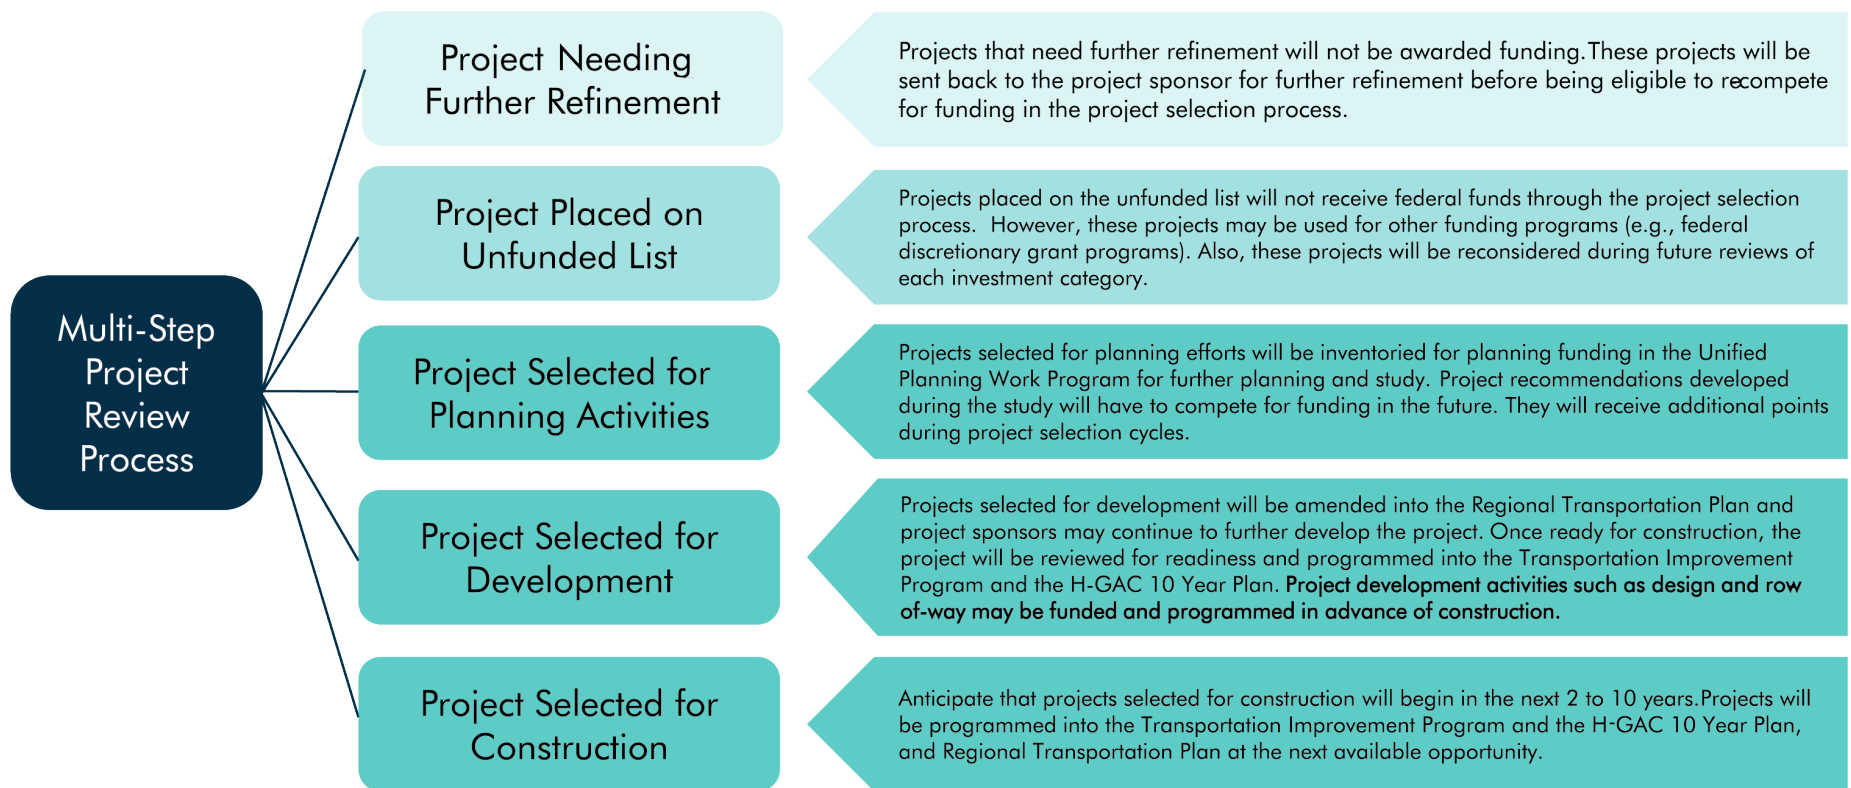 Multi-Step
Project
Review
Process
Project Needing
Further Refinement
Projects that need further refinement will not be awarded funding. These projects will be
sent back to the project sponsor for further refinement before being eligible to recompete
for funding in the project selection process.
Project Placed on
Unfunded List
Projects placed on the unfunded list will not receive federal funds through the project selection
process.  However, these projects may be used for other funding programs (e.g., federal
discretionary grant programs). Also, these projects will be reconsidered during future reviews of
each investment category.
Project Selected for
Planning Activities
Projects selected for planning efforts will be inventoried for planning funding in the Unified
Planning Work Program for further planning and study.  Project recommendations developed
during the study will have to compete for funding in the future. They will receive additional points
during project selection cycles.
Project Selected for
Development
Projects selected for development will be amended into the Regional Transportation Plan and
project sponsors may continue to further develop the project. Once ready for construction, the
project will be reviewed for readiness and programmed into the Transportation Improvement
Program and the H-GAC 10 Year Plan. Project development activities such as design and row
of-way may be funded and programmed in advance of construction.
Project Selected for
Construction
Anticipate that projects selected for construction will begin in the next 2 to 10 years. Projects will
be programmed into the Transportation Improvement Program and the H-GAC 10 Year Plan,
and Regional Transportation Plan at the next available opportunity.